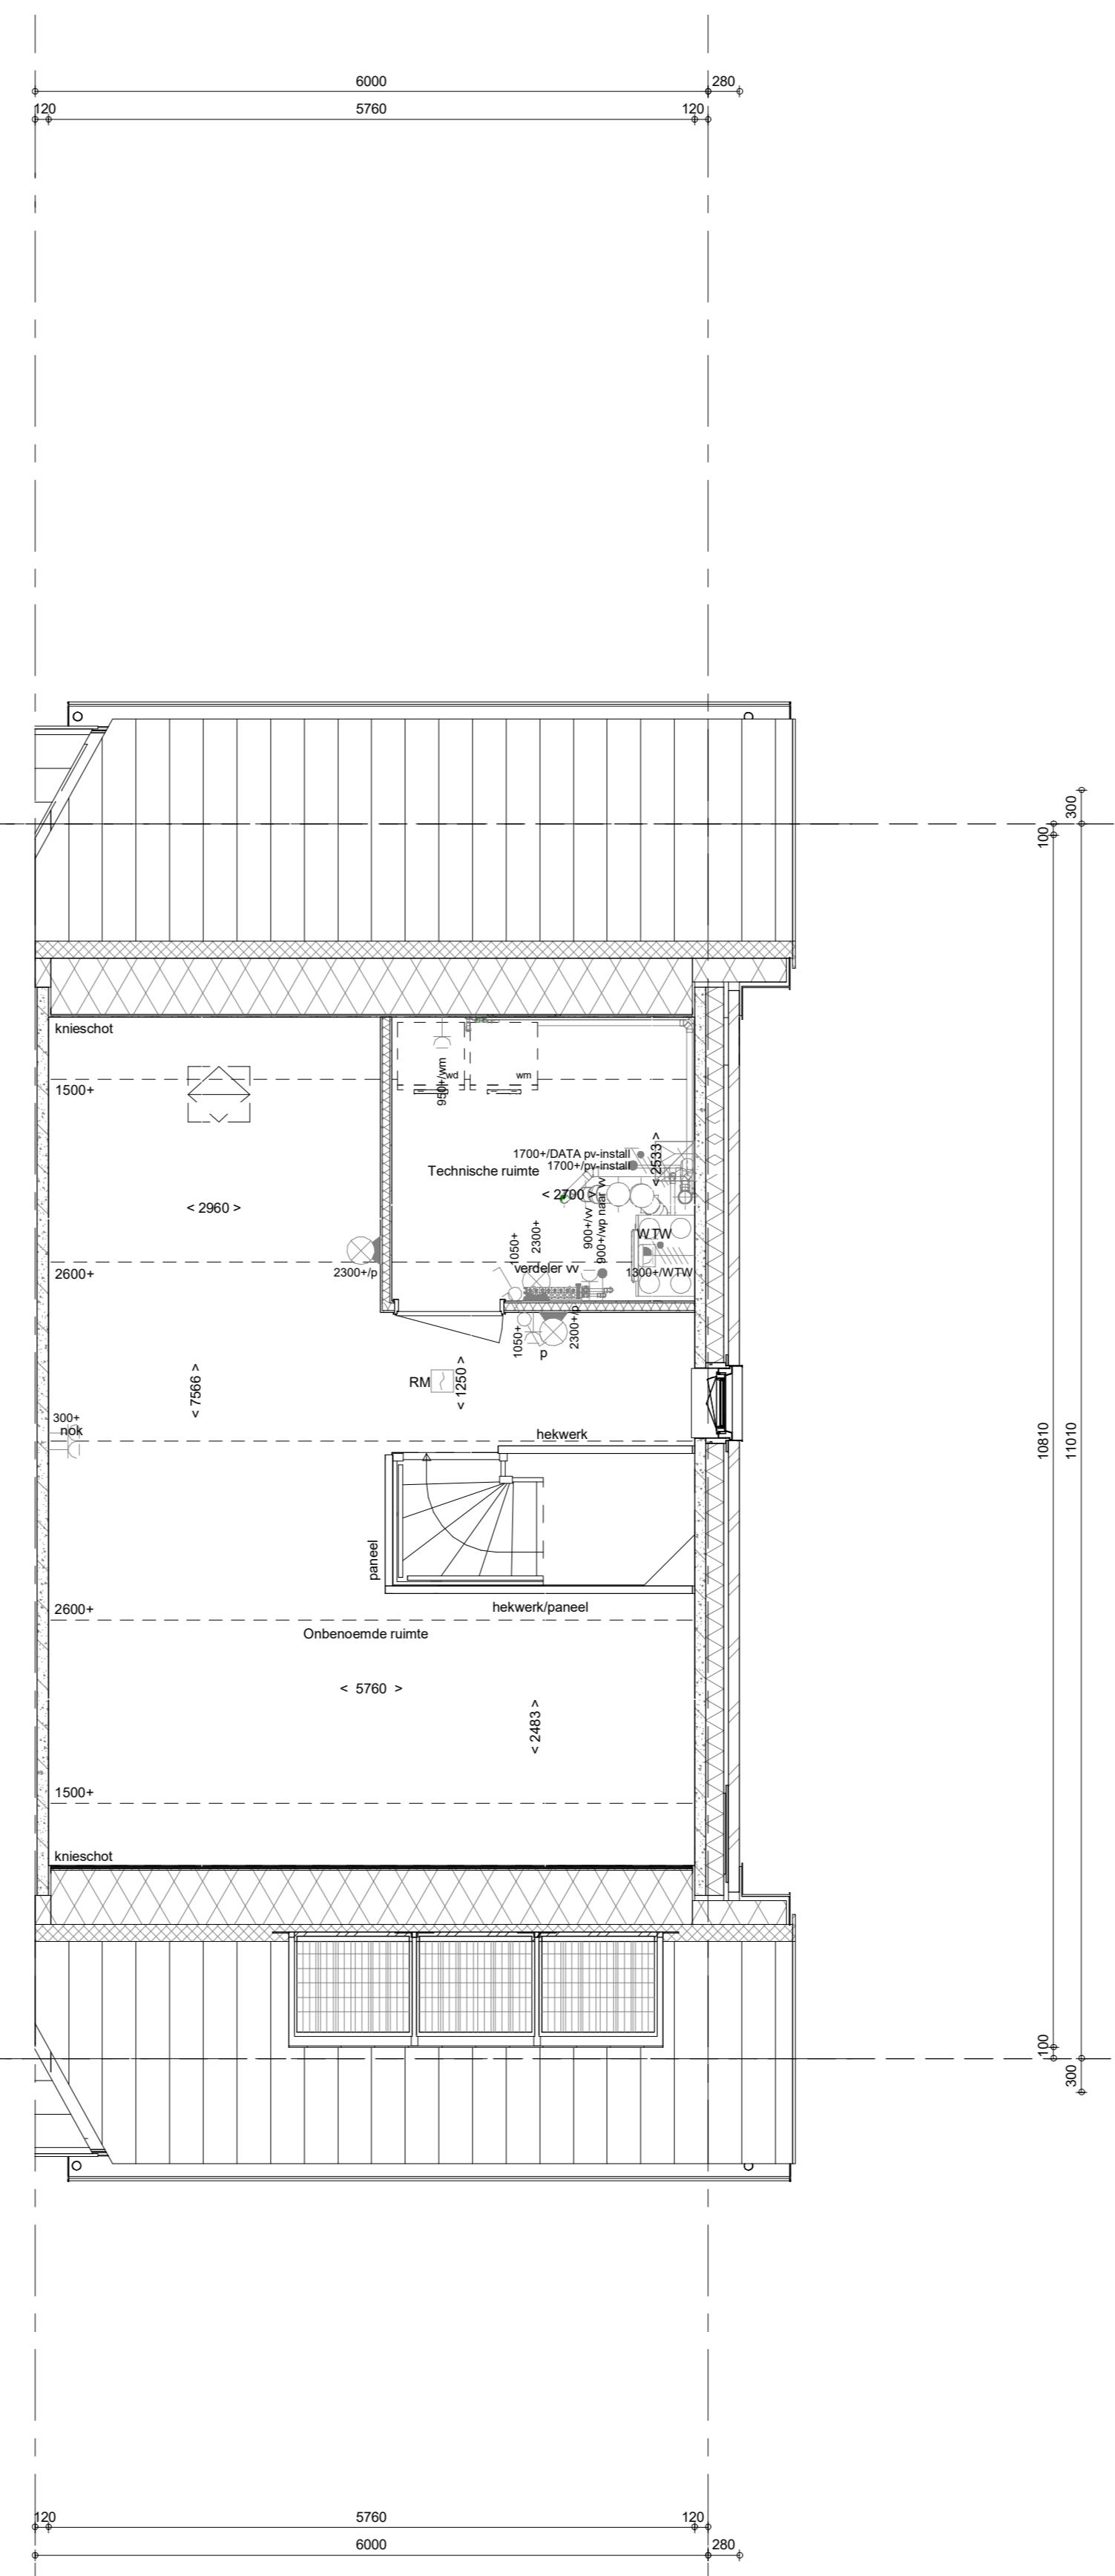 6000
280
120
5760
120
300
100
knieschot
1500+
950+/wm
wd
wm
1700+/DATA pv-install
1700+/pv-install
Technische ruimte
< 2533 >
< 2700 >
< 2960 >
900+/vv
900+/wp naar vv
WTW
1050+
2300+
verdeler vv
1300+/WTW
2600+
2300+/p
1050+
2300+/p
p
RM
< 1250 >
< 7566 >
300+
nok
hekwerk
10810
11010
paneel
2600+
hekwerk/paneel
Onbenoemde ruimte
< 5760 >
< 2483 >
1500+
knieschot
100
300
120
5760
120
6000
280